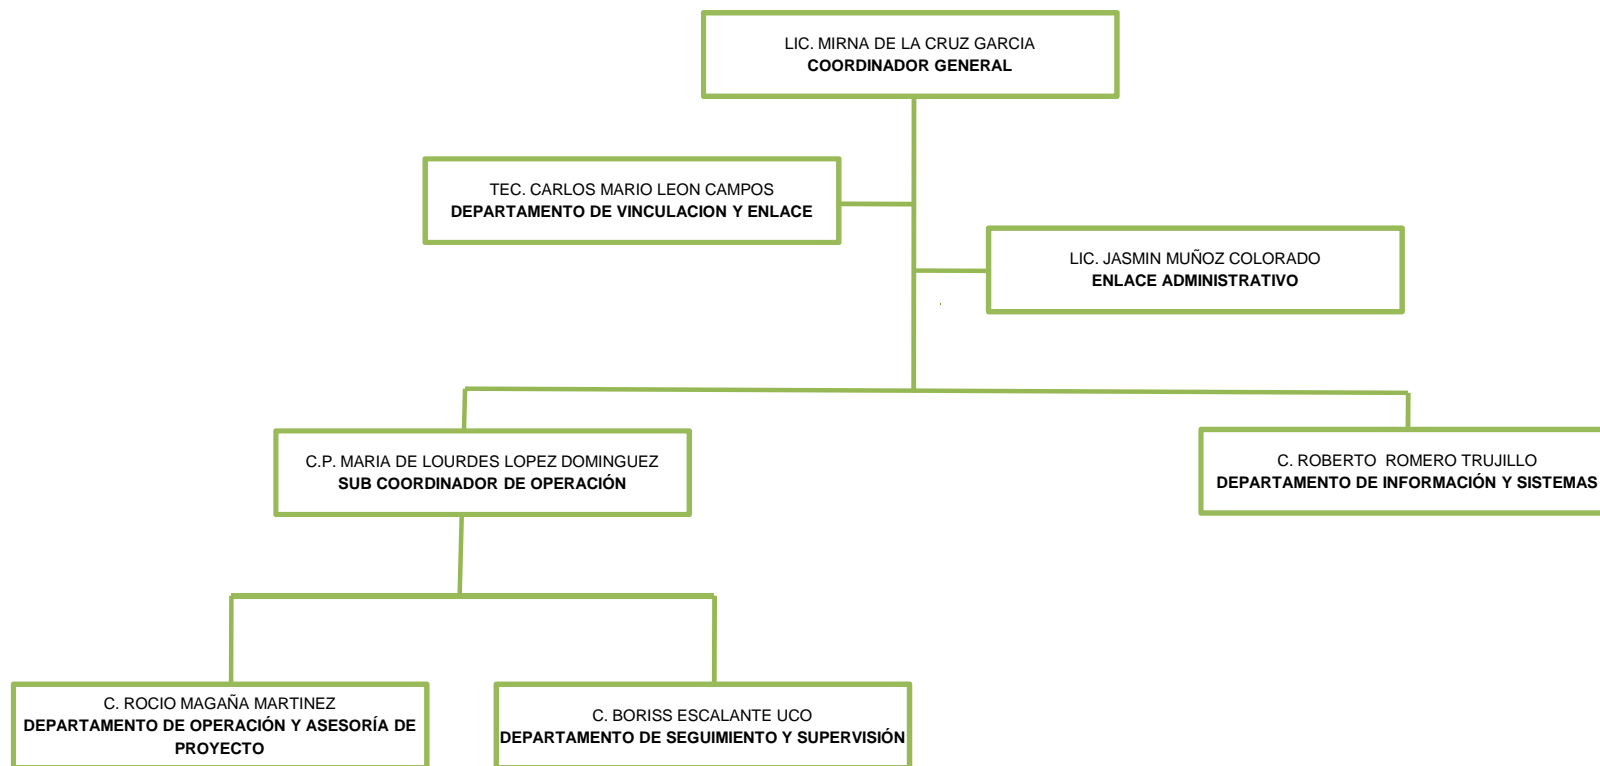 LIC. MIRNA DE LA CRUZ GARCIA
COORDINADOR GENERAL
TEC. CARLOS MARIO LEON CAMPOS
DEPARTAMENTO DE VINCULACION Y ENLACE
LIC. JASMIN MUÑOZ COLORADO
ENLACE ADMINISTRATIVO
C.P. MARIA DE LOURDES LOPEZ DOMINGUEZ
SUB COORDINADOR DE OPERACIÓN
C. ROBERTO  ROMERO TRUJILLO
DEPARTAMENTO DE INFORMACIÓN Y SISTEMAS
C. ROCIO MAGAÑA MARTINEZ
DEPARTAMENTO DE OPERACIÓN Y ASESORÍA DE
PROYECTO
C. BORISS ESCALANTE UCO
DEPARTAMENTO DE SEGUIMIENTO Y SUPERVISIÓN